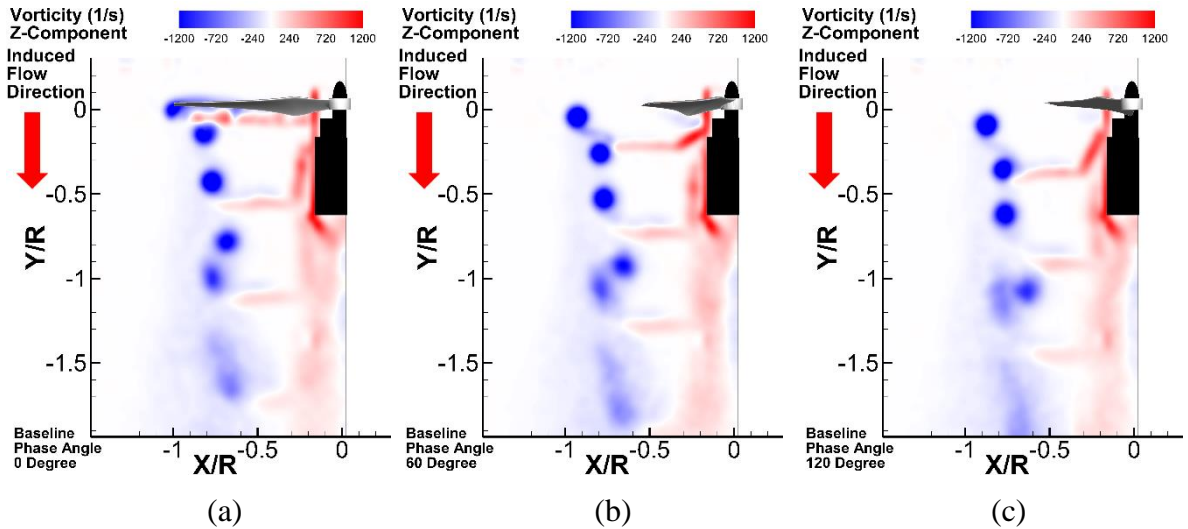 Vorticity (1/s)
Z-Component
-1200 -720 -240 240 720 1200
Induced
Flow
Direction
0
-0.5
-1
-1.5
Y/R
Baseline
Phase Angle
0 Degree
-1 -0.5 0
X/R
(a)
Vorticity (1/s)
Z-Component
-1200 -720 -240 240 720 1200
Induced
Flow
Direction
0
-0.5
-1
-1.5
Y/R
Baseline
Phase Angle
60 Degree
-1 -0.5 0
X/R
(b)
Vorticity (1/s)
Z-Component
-1200 -720 -240 240 720 1200
Induced
Flow
Direction
0
-0.5
-1
-1.5
Y/R
Baseline
Phase Angle
120 Degree
-1 -0.5 0
X/R
(c)